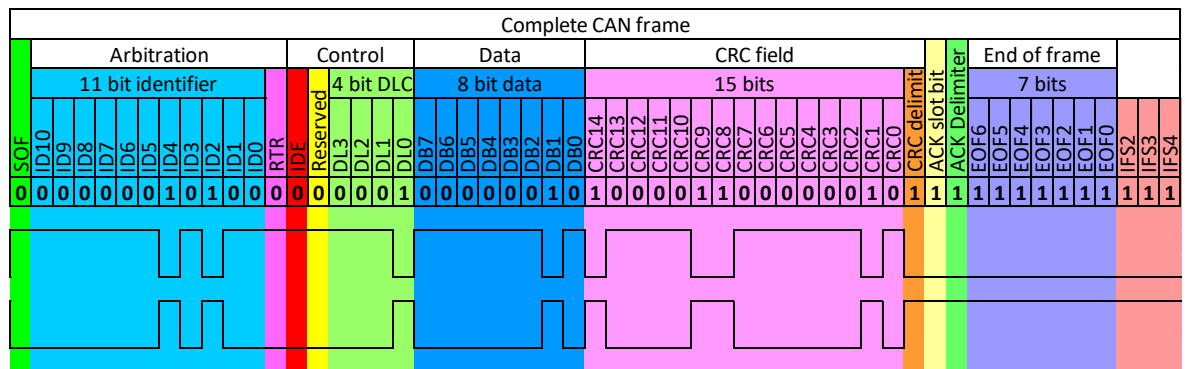 Complete CAN frame
Arbitration Control Data CRC field End of frame
11 bit identifier 4 bit DLC 8 bit data 15 bits 7 bits
SOF ID10 ID9 ID8 ID7 ID6 ID5 ID4 ID3 ID2 ID1 ID0 RTR IDE Reserved DL3 DL2 DL1 DL0 DB7 DB6 DB5 DB4 DB3 DB2 DB1 DB0 CRC14 CRC13 CRC12 CRC11 CRC10 CRC9 CRC8 CRC7 CRC6 CRC5 CRC4 CRC3 CRC2 CRC1 CRC0 CRC delimit ACK slot bit ACK Delimiter EOF6 EOF5 EOF4 EOF3 EOF2 EOF1 EOF0 IFS2 IFS3 IFS4
0 0 0 0 0 0 0 1 0 1 0 0 0 0 0 0 0 0 1 0 0 0 0 0 0 1 0 1 0 0 0 0 1 1 0 0 0 0 0 0 1 0 1 1 1 1 1 1 1 1 1 1 1 1 1